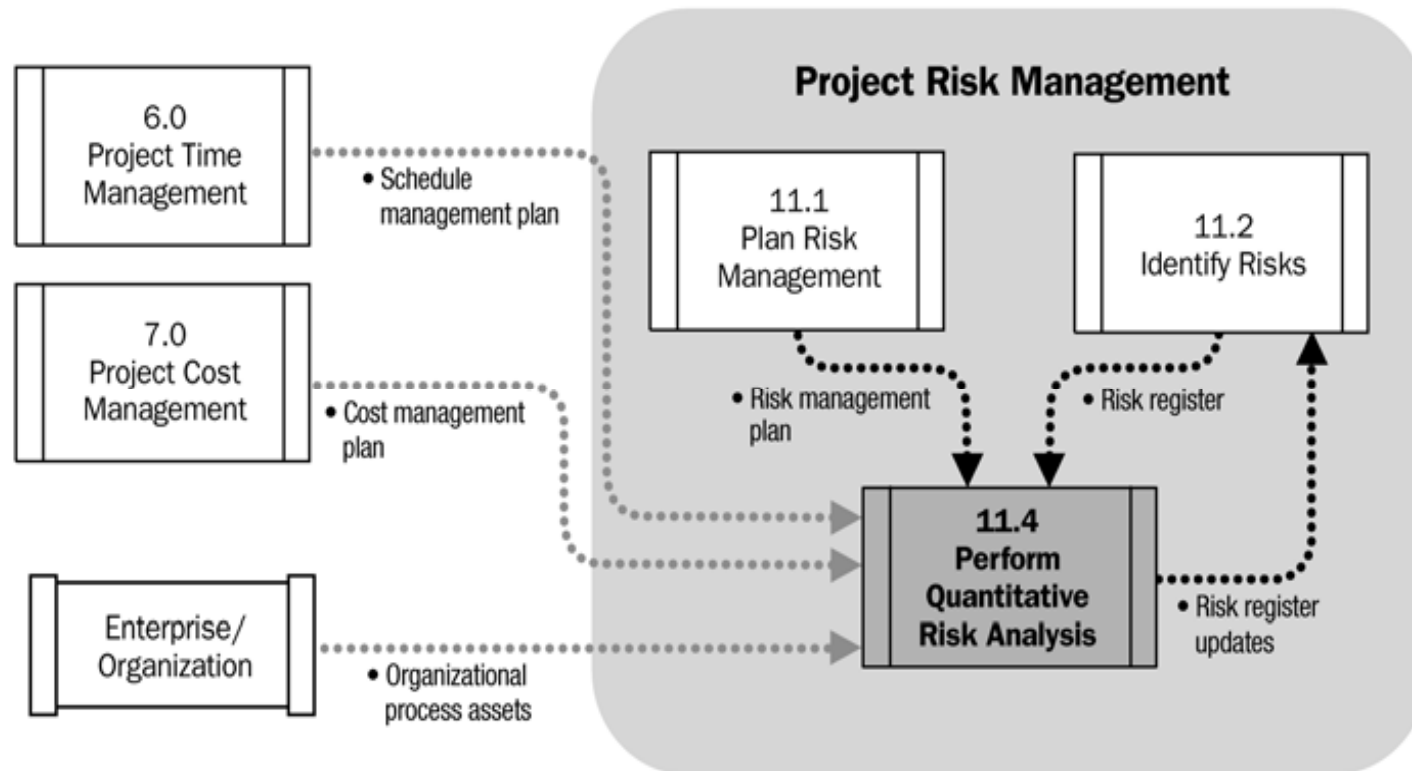 Project Risk Management
6.0
Project Time
Management
• Schedule
management plan
11.1
Plan Risk
Management
11.2
Identify Risks
7.0
Project Cost
Management
• Cost management
plan
• Risk management
plan
• Risk register
11.4
Perform
Quantitative
Risk Analysis
• Risk register
updates
Enterprise/
Organization
• Organizational
process assets